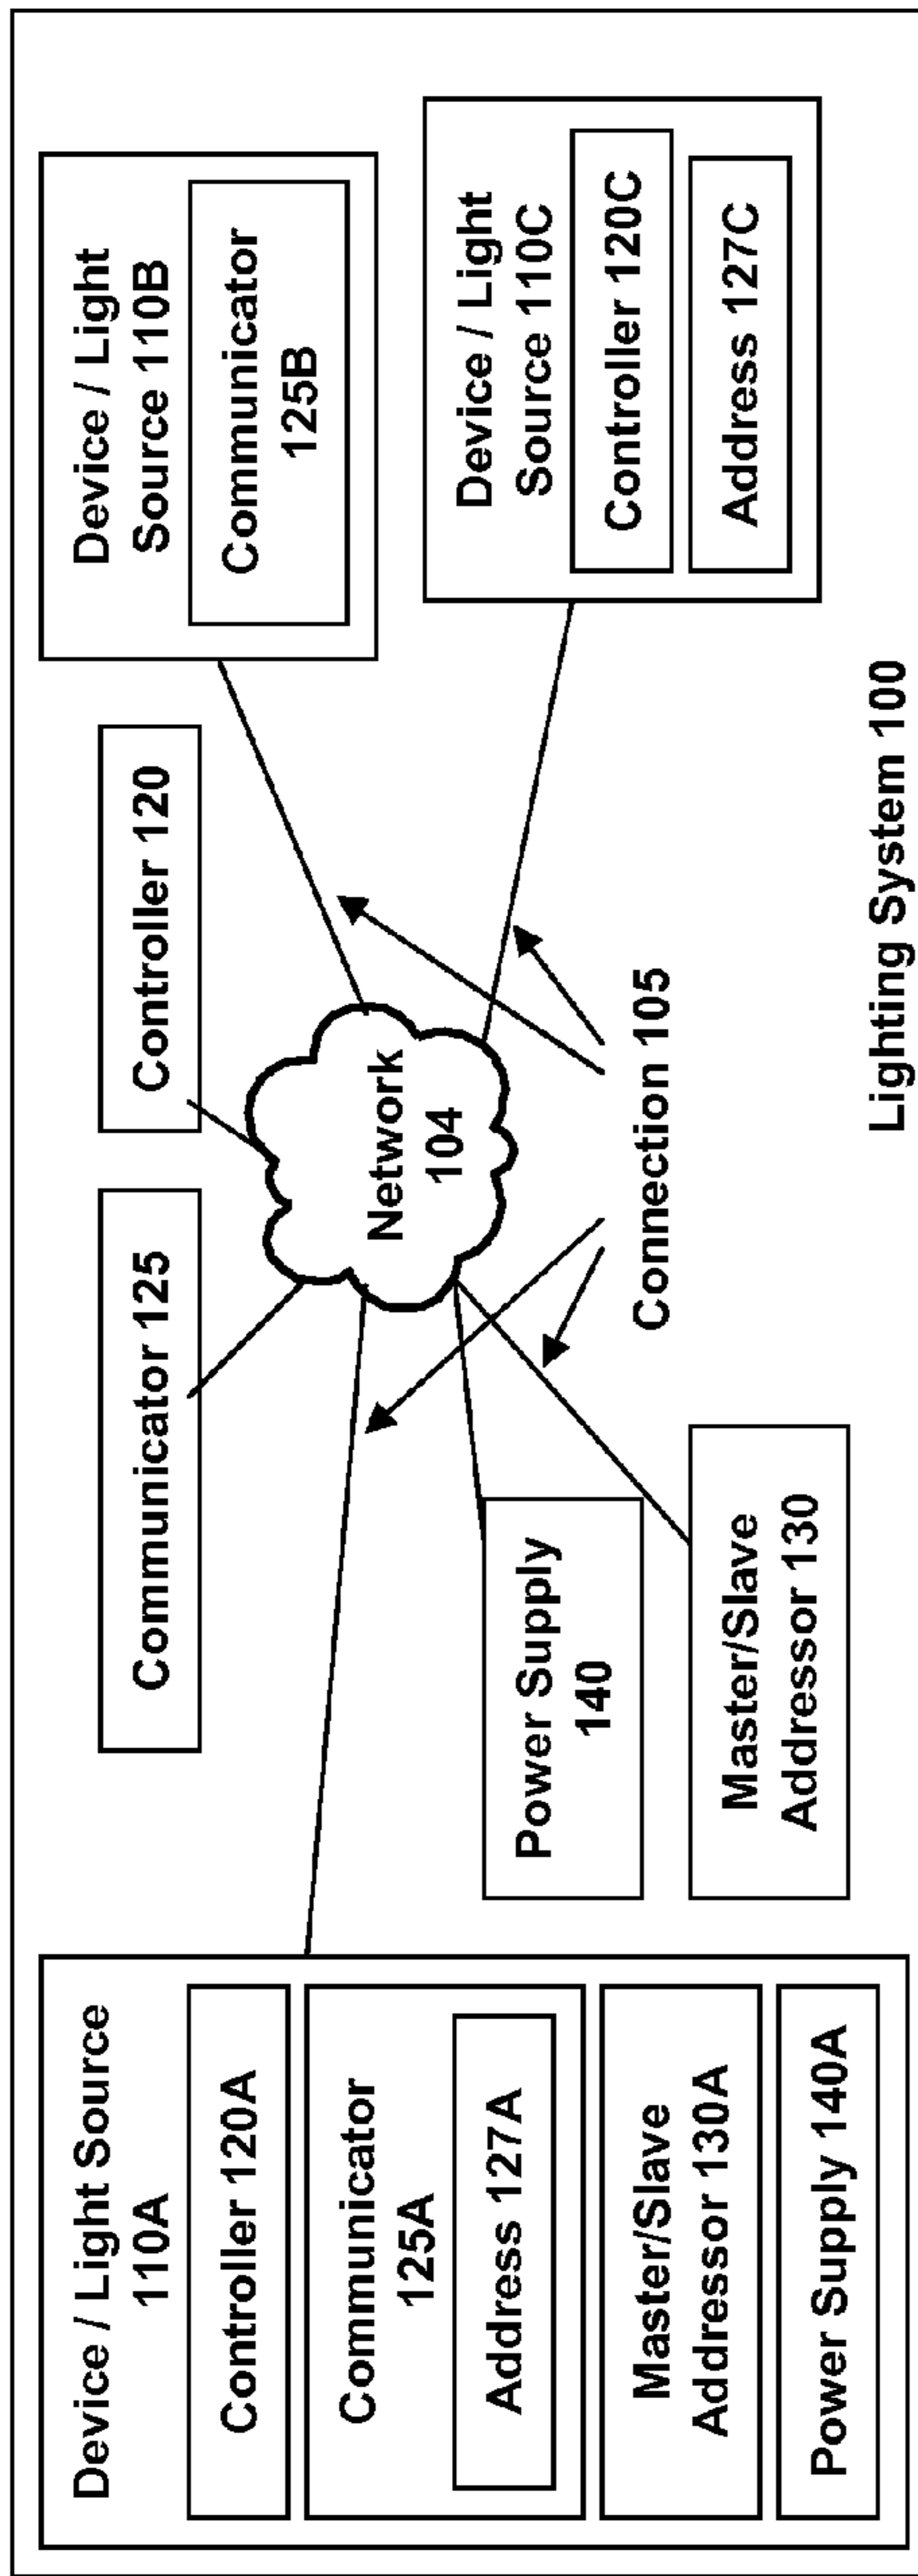 Device / Light Source
110A
Controller 120A
Communicator
125A
Address 127A
Master/Slave
Addressor 130A
Power Supply 140A
Communicator 125
Controller 120
Network
104
Power Supply
140
Master/Slave
Addressor 130
Connection 105
Device / Light
Source 110B
Communicator
125B
Device / Light
Source 110C
Controller 120C
Address 127C
Lighting System 100